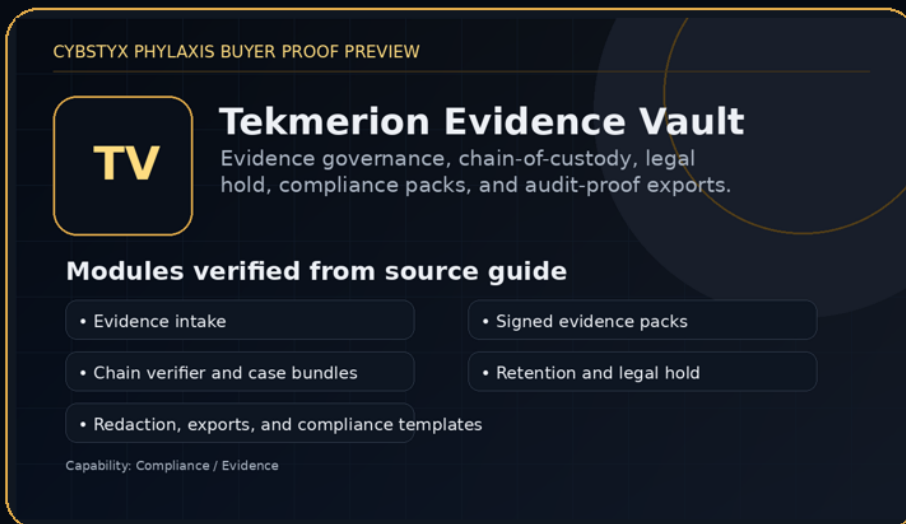 CYBSTYX PHYLAXIS BUYER PROOF PREVIEW
TV
Tekmerion Evidence Vault
Evidence governance, chain-of-custody, legal
hold, compliance packs, and audit-proof exports.
Modules verified from source guide
• Evidence intake
• Signed evidence packs
• Chain verifier and case bundles
• Retention and legal hold
• Redaction, exports, and compliance templates
Capability: Compliance / Evidence